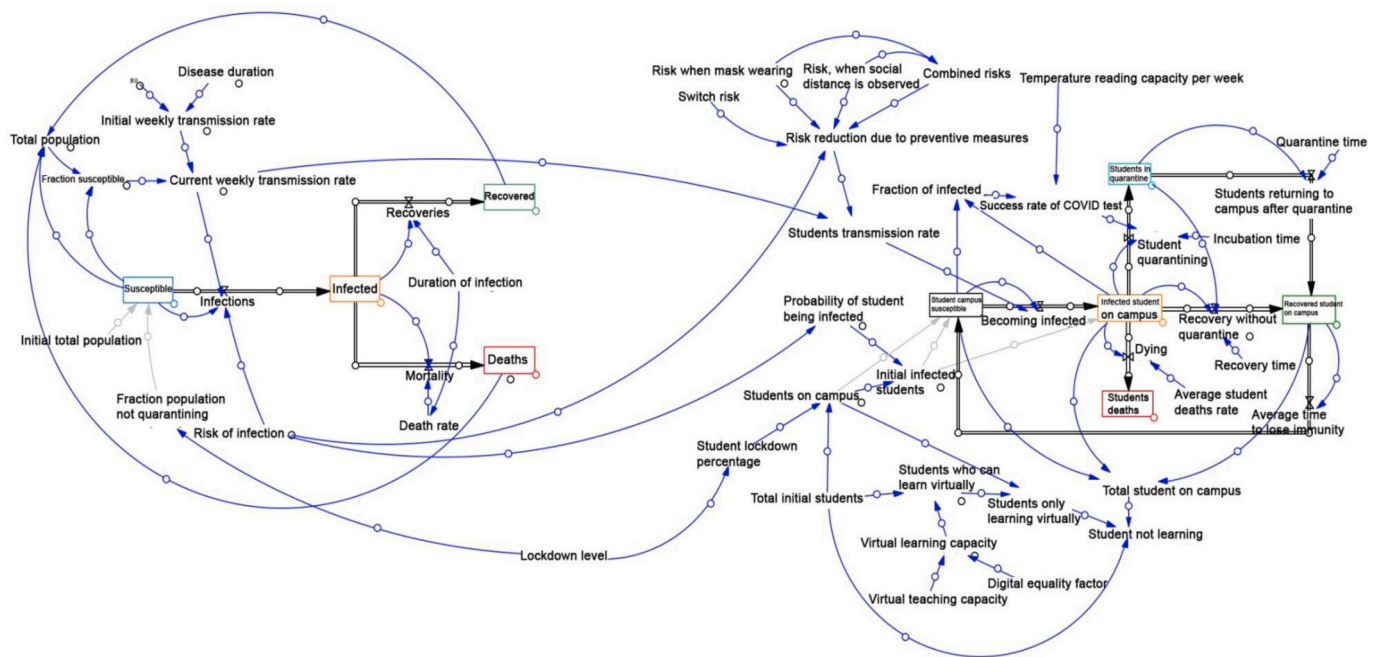 Disease duration
R0
Initial weekly transmission rate
Total population
Fraction susceptible
Current weekly transmission rate
Recovered
Recoveries
Susceptible
Infected
Infections
Duration of infection
Initial total population
Deaths
Mortality
Fraction population
not quarantining
Risk of infection
Death rate
Lockdown level
Risk when mask wearing
Risk, when social
distance is observed
Combined risks
Switch risk
Risk reduction due to preventive measures
Temperature reading capacity per week
Quarantine time
Students in
quarantine
Students returning to
campus after quarantine
Fraction of infected
Success rate of COVID test
Students transmission rate
Student
quarantining
Incubation time
Probability of student
being infected
Student campus
susceptible
Becoming infected
Infected student
on campus
Recovery without
quarantine
Recovered student
on campus
Dying
Recovery time
Initial infected
students
Students on campus
Students
deaths
Average student
deaths rate
Average time
to lose immunity
Student lockdown
percentage
Students who can
learn virtually
Total initial students
Students only
learning virtually
Total student on campus
Student not learning
Virtual learning capacity
Digital equality factor
Virtual teaching capacity